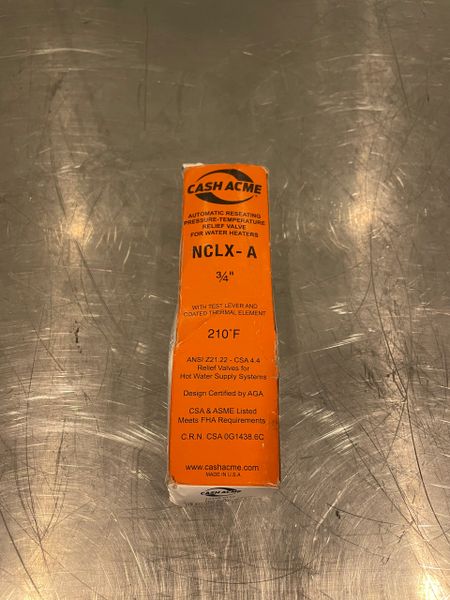 CASH ACME
AUTOMATIC RESEATING
PRESSURE-TEMPERATURE
RELIEF VALVE
FOR WATER HEATERS
NCLX-A
3/4"
WITH TEST LEVER AND
COATED THERMAL ELEMENT
210°F
ANSI Z21.22 - CSA 4.4
Relief Valves for
Hot Water Supply Systems
Design Certified by AGA
CSA & ASME Listed
Meets FHA Requirements
C.R.N. CSA 0G1438.6C
www.cashacme.com
MADE IN U.S.A
CASH ACME